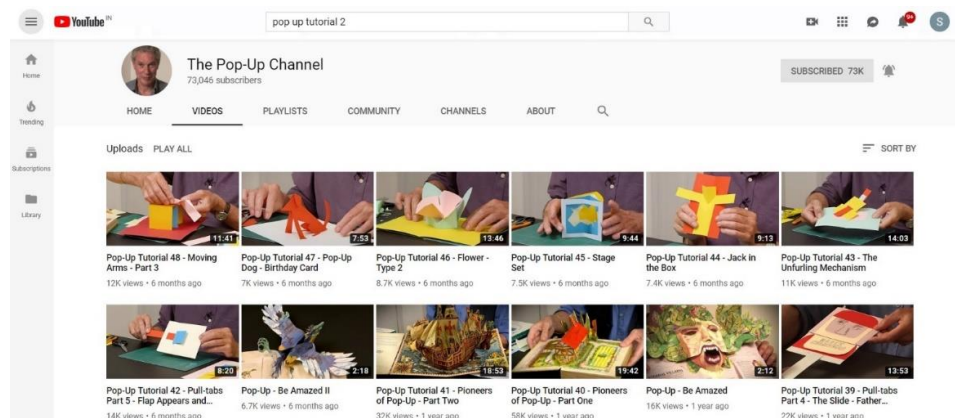 YouTube IN
pop up tutorial 2
9+
S
Home
Trending
Subscriptions
Library
The Pop-Up Channel
73,046 subscribers
SUBSCRIBED 73K
HOME VIDEOS PLAYLISTS COMMUNITY CHANNELS ABOUT
Uploads PLAY ALL
SORT BY
11:41
7:53
13:46
9:44
9:13
14:03
Pop-Up Tutorial 48 - Moving
Arms - Part 3
12K views • 6 months ago
Pop-Up Tutorial 47 - Pop-Up
Dog - Birthday Card
7K views • 6 months ago
Pop-Up Tutorial 46 - Flower -
Type 2
8.7K views • 6 months ago
Pop-Up Tutorial 45 - Stage
Set
7.5K views • 6 months ago
Pop-Up Tutorial 44 - Jack in
the Box
7.4K views • 6 months ago
Pop-Up Tutorial 43 - The
Unfurling Mechanism
11K views • 6 months ago
8:20
2:18
18:53
19:42
2:12
13:53
Pop-Up Tutorial 42 - Pull-tabs
Part 5 - Flap Appears and...
14K views • 6 months ago
Pop-Up - Be Amazed II
6.7K views • 6 months ago
Pop-Up Tutorial 41 - Pioneers
of Pop-Up - Part Two
32K views • 1 year ago
Pop-Up Tutorial 40 - Pioneers
of Pop-Up - Part One
58K views • 1 year ago
Pop-Up - Be Amazed
16K views • 1 year ago
Pop-Up Tutorial 39 - Pull-tabs
Part 4 - The Slide - Father...
22K views • 1 year ago